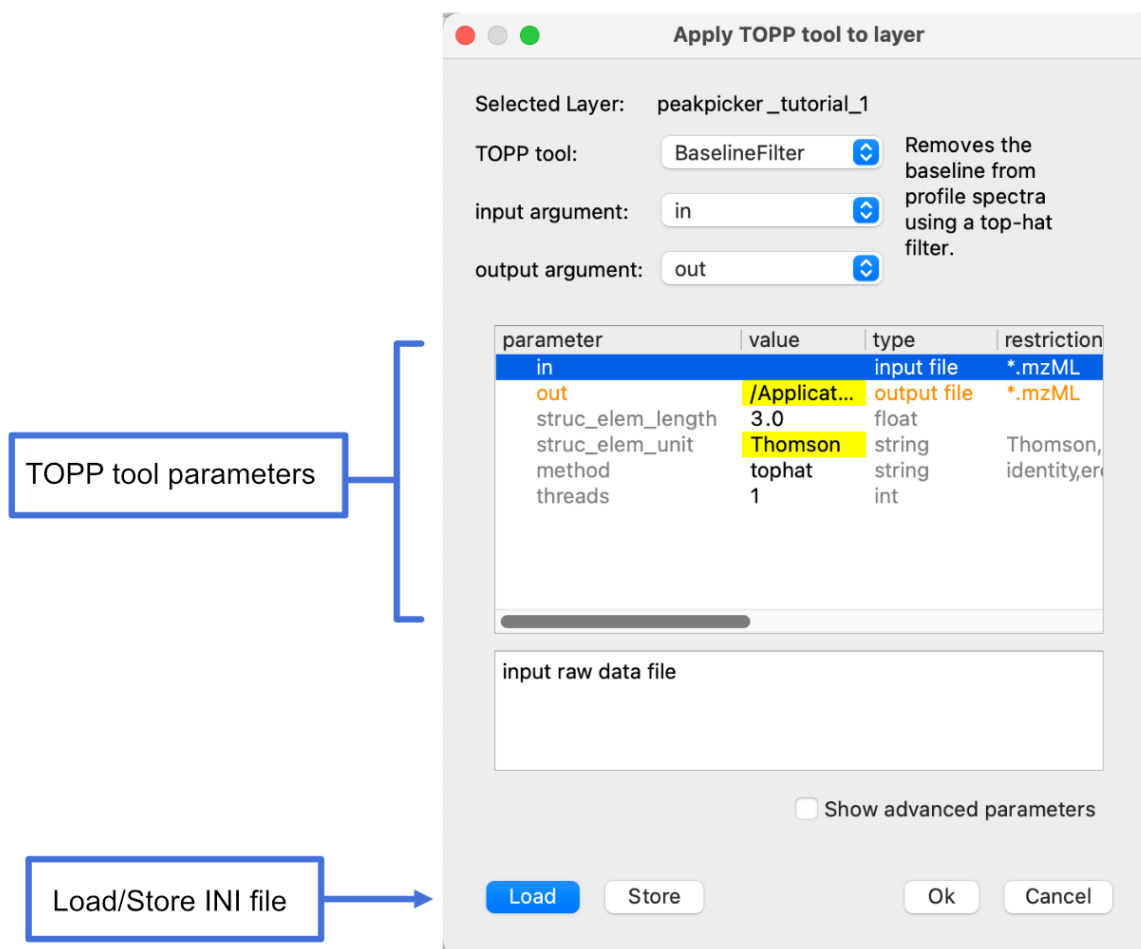 Apply TOPP tool to layer
Selected Layer: peakpicker_tutorial_1
TOPP tool: BaselineFilter
input argument: in
output argument: out
Removes the
baseline from
profile spectra
using a top-hat
filter.
parameter value type restriction
in input file *.mzML
out /Applicat... output file *.mzML
struc_elem_length 3.0 float
struc_elem_unit Thomson string Thomson,
method tophat string identity,er
threads 1 int
TOPP tool parameters
input raw data file
Show advanced parameters
Load/Store INI file
Load Store Ok Cancel